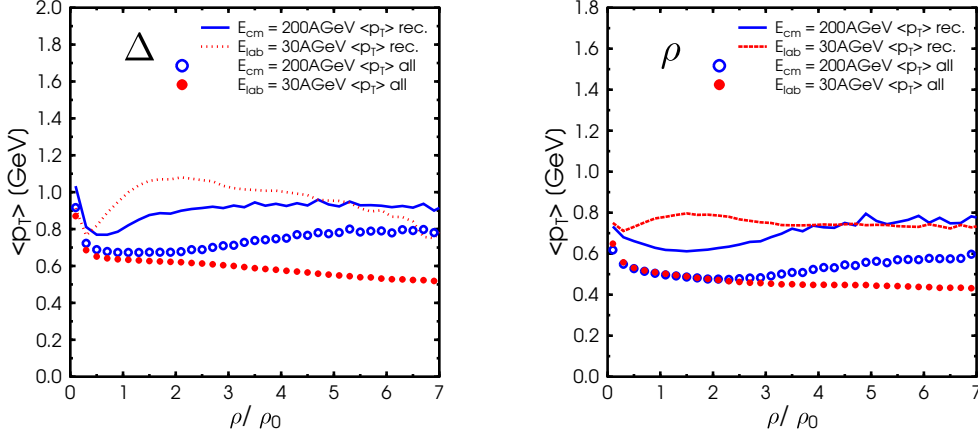 Δ
E_cm = 200AGeV <p_T> rec.
E_lab = 30AGeV <p_T> rec.
E_cm = 200AGeV <p_T> all
E_lab = 30AGeV <p_T> all
2.0
1.8
1.6
1.4
1.2
1.0
0.8
0.6
0.4
0.2
0.0
<p_T> (GeV)
0 1 2 3 4 5 6 7
ρ/ ρ_0
ρ
E_cm = 200AGeV <p_T> rec.
E_lab = 30AGeV <p_T> rec.
E_cm = 200AGeV <p_T> all
E_lab = 30AGeV <p_T> all
1.8
1.6
1.4
1.2
1.0
0.8
0.6
0.4
0.2
0.0
<p_T> (GeV)
0 1 2 3 4 5 6 7
ρ/ ρ_0